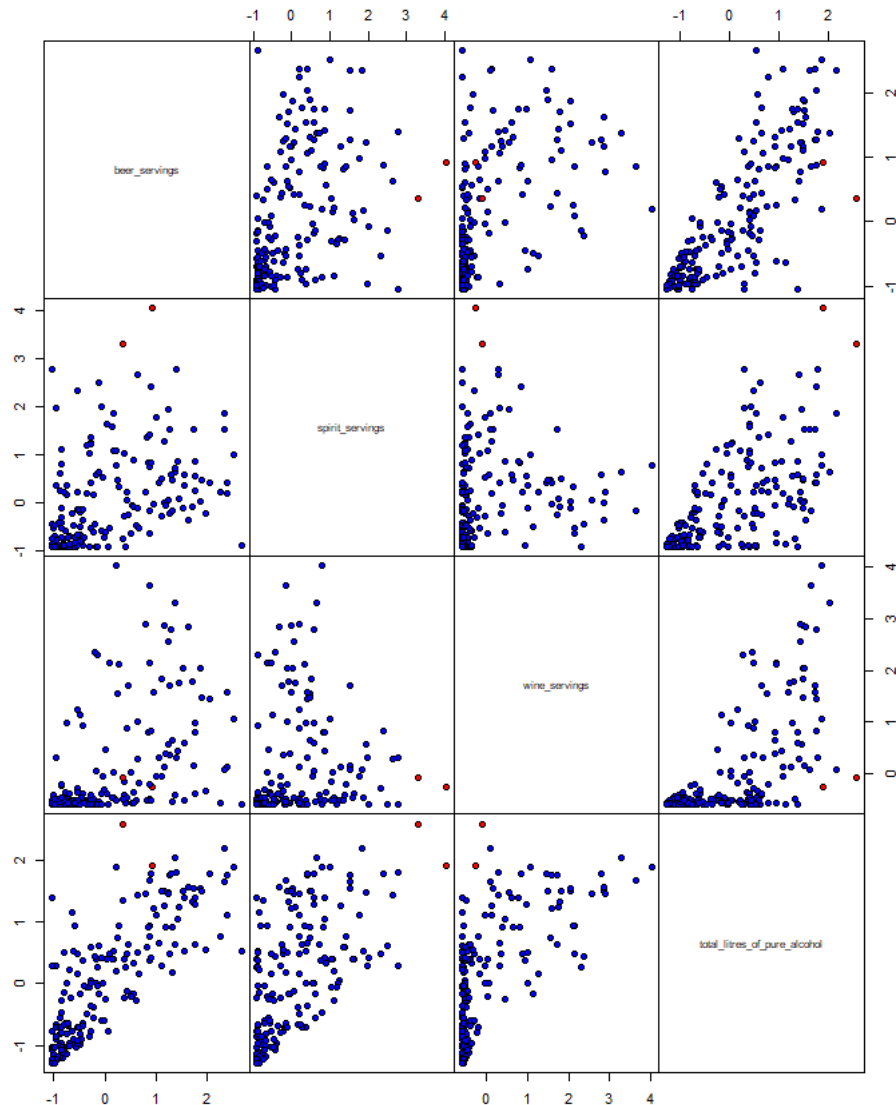 -1 0 1 2 3 4
-1 0 1 2
beer_servings
-1 0 1 2
-1 0 1 2 3 4
spirit_servings
wine_servings
0 1 2 3 4
-1 0 1 2
total_litres_of_pure_alcohol
-1 0 1 2
0 1 2 3 4